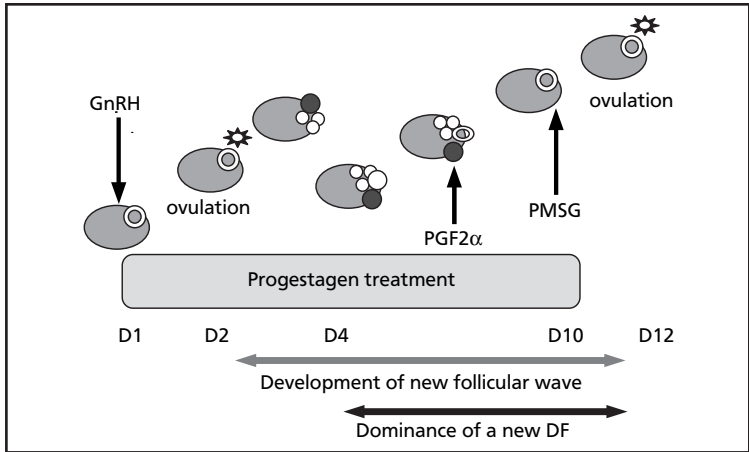 GnRH
ovulation
PGF2α
PMSG
ovulation
Progestagen treatment
D1 D2 D4 D10 D12
Development of new follicular wave
Dominance of a new DF